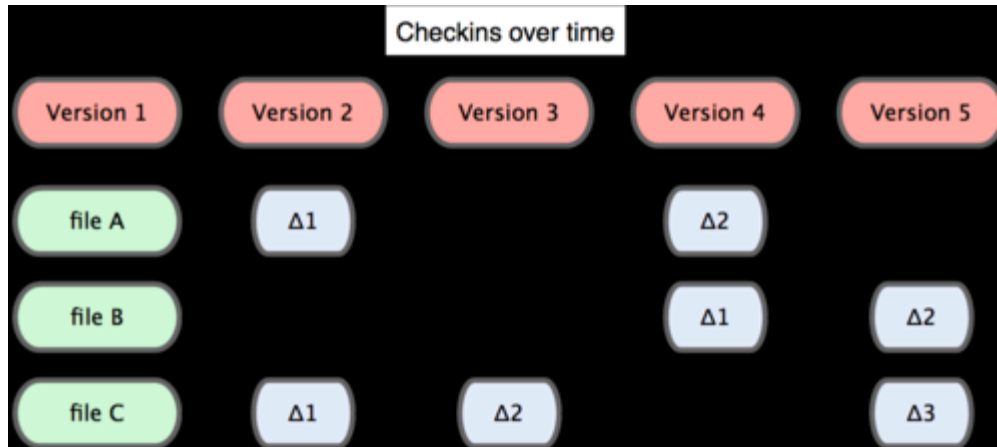 Checkins over time
Version 1 Version 2 Version 3 Version 4 Version 5
file A Δ1 Δ2
file B Δ1 Δ2
file C Δ1 Δ2 Δ3